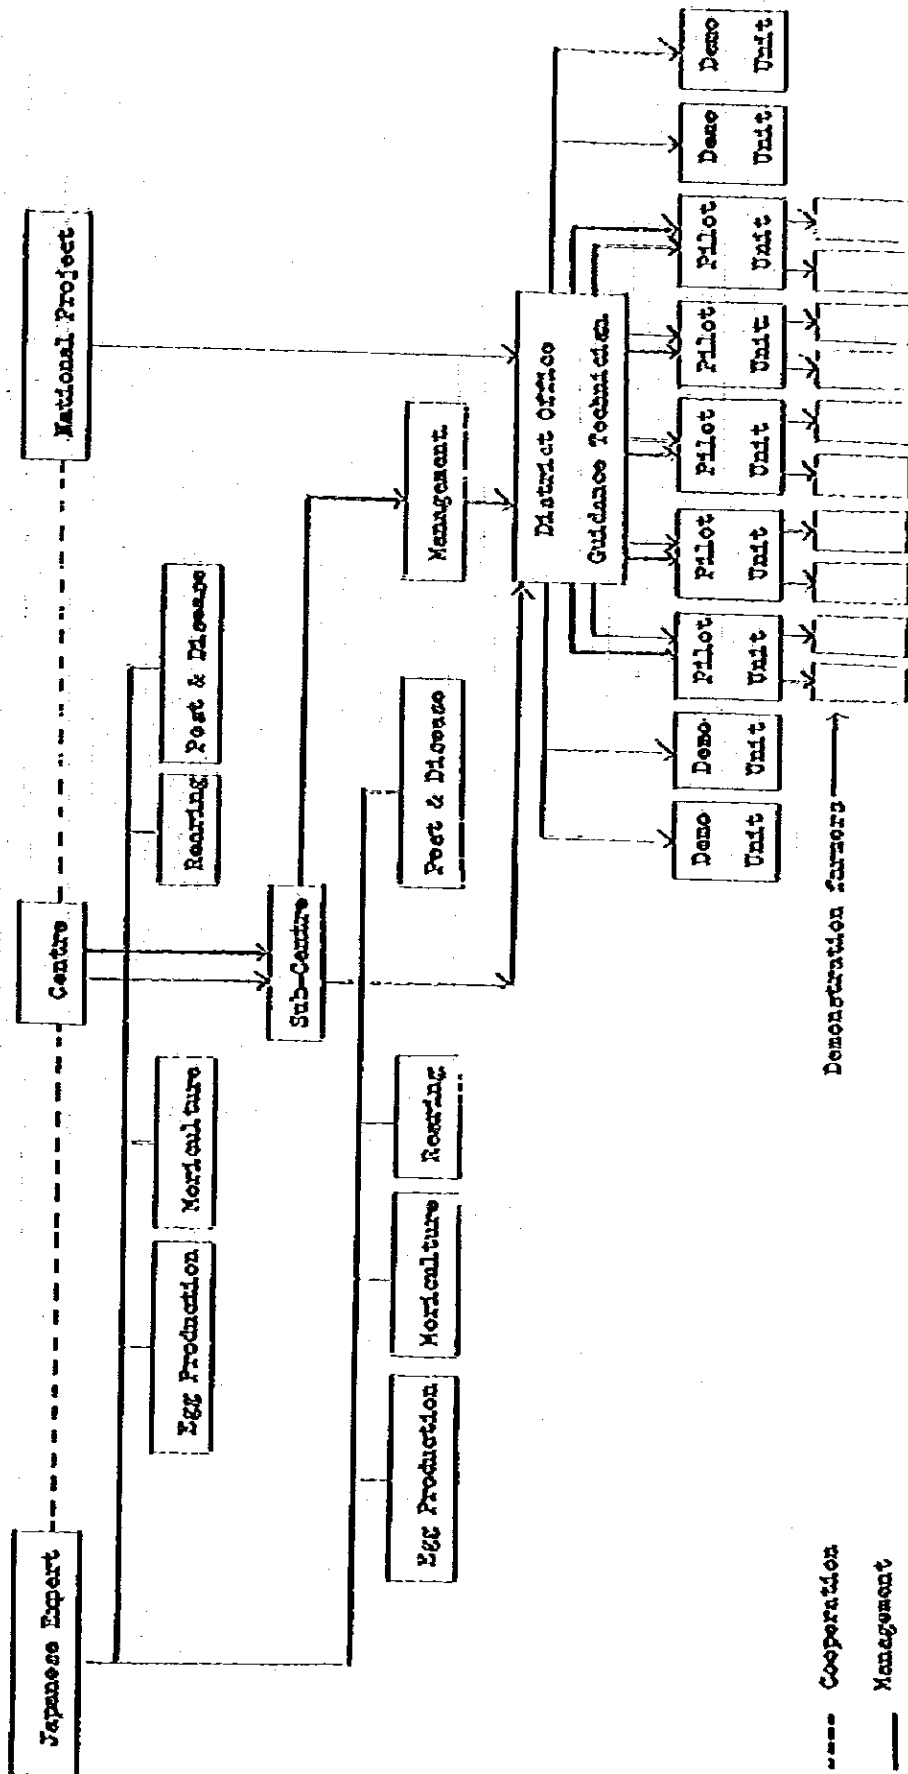 Japanese Expert
Centre
National Project
Egg Production
Moriculture
Rearing
Pest & Disease
Sub-Centre
Egg Production
Moriculture
Rearing
Pest & Disease
Management
District Office
Guidance Technician
Demo
Unit
Demo
Unit
Pilot
Unit
Pilot
Unit
Pilot
Unit
Pilot
Unit
Pilot
Unit
Demo
Unit
Demo
Unit
Demonstration farmers
Cooperation
Management